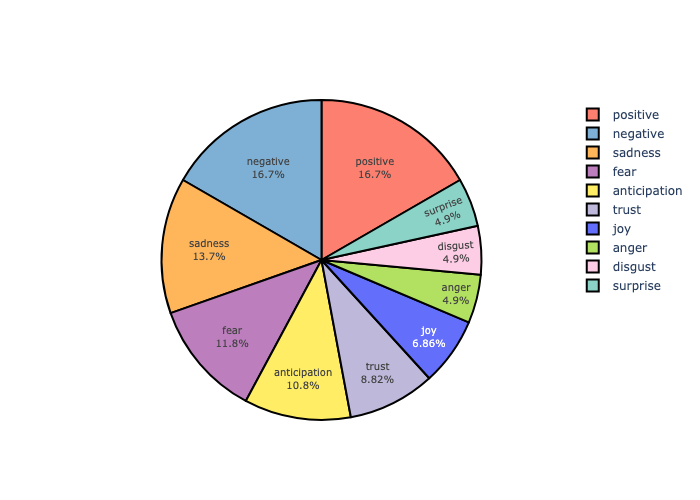 negative
16.7%
positive
16.7%
surprise
4.9%
disgust
4.9%
anger
4.9%
joy
6.86%
trust
8.82%
anticipation
10.8%
fear
11.8%
sadness
13.7%
positive
negative
sadness
fear
anticipation
trust
joy
anger
disgust
surprise